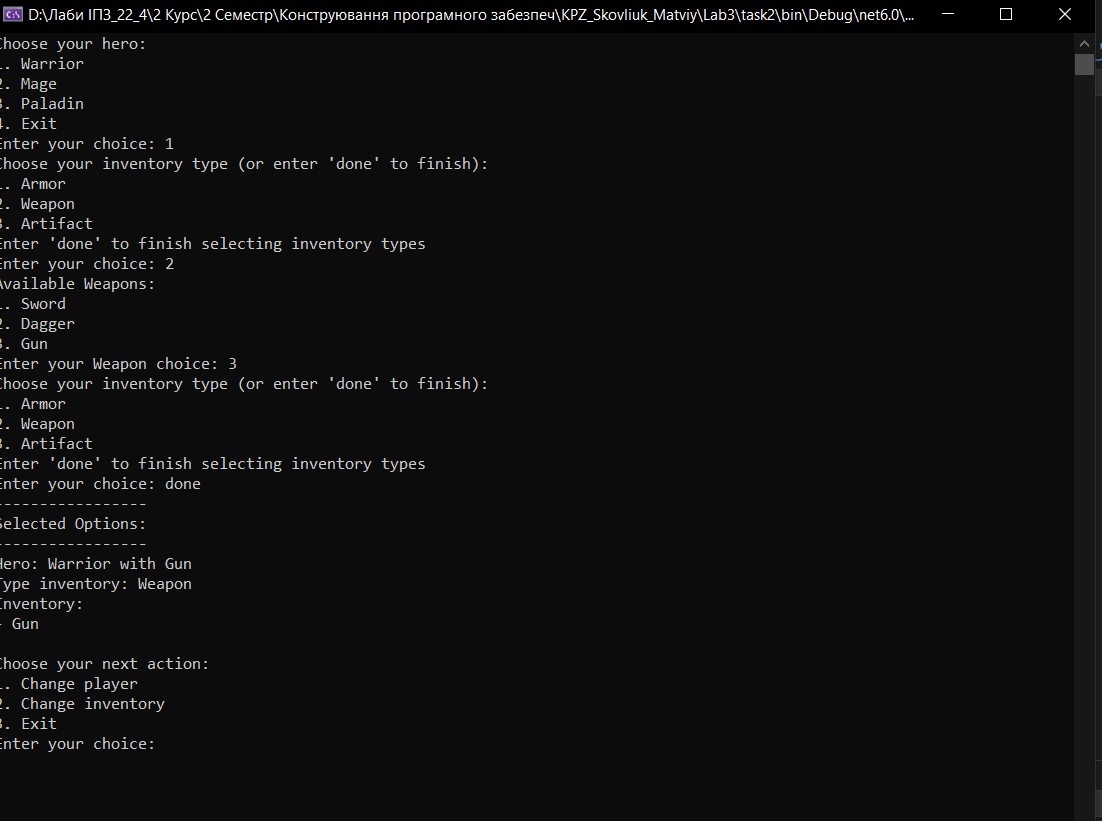 D:\Лаби ІПЗ_22_4\2 Курс\2 Семестр\Конструювання програмного забезпеч\KPZ_Skovliuk_Matviy\Lab3\task2\bin\Debug\net6.0\...
Choose your hero:
1. Warrior
2. Mage
3. Paladin
4. Exit
Enter your choice: 1
Choose your inventory type (or enter 'done' to finish):
1. Armor
2. Weapon
3. Artifact
Enter 'done' to finish selecting inventory types
Enter your choice: 2
Available Weapons:
1. Sword
2. Dagger
3. Gun
Enter your Weapon choice: 3
Choose your inventory type (or enter 'done' to finish):
1. Armor
2. Weapon
3. Artifact
Enter 'done' to finish selecting inventory types
Enter your choice: done
-----------------
Selected Options:
-----------------
Hero: Warrior with Gun
Type inventory: Weapon
Inventory:
- Gun
Choose your next action:
1. Change player
2. Change inventory
3. Exit
Enter your choice: